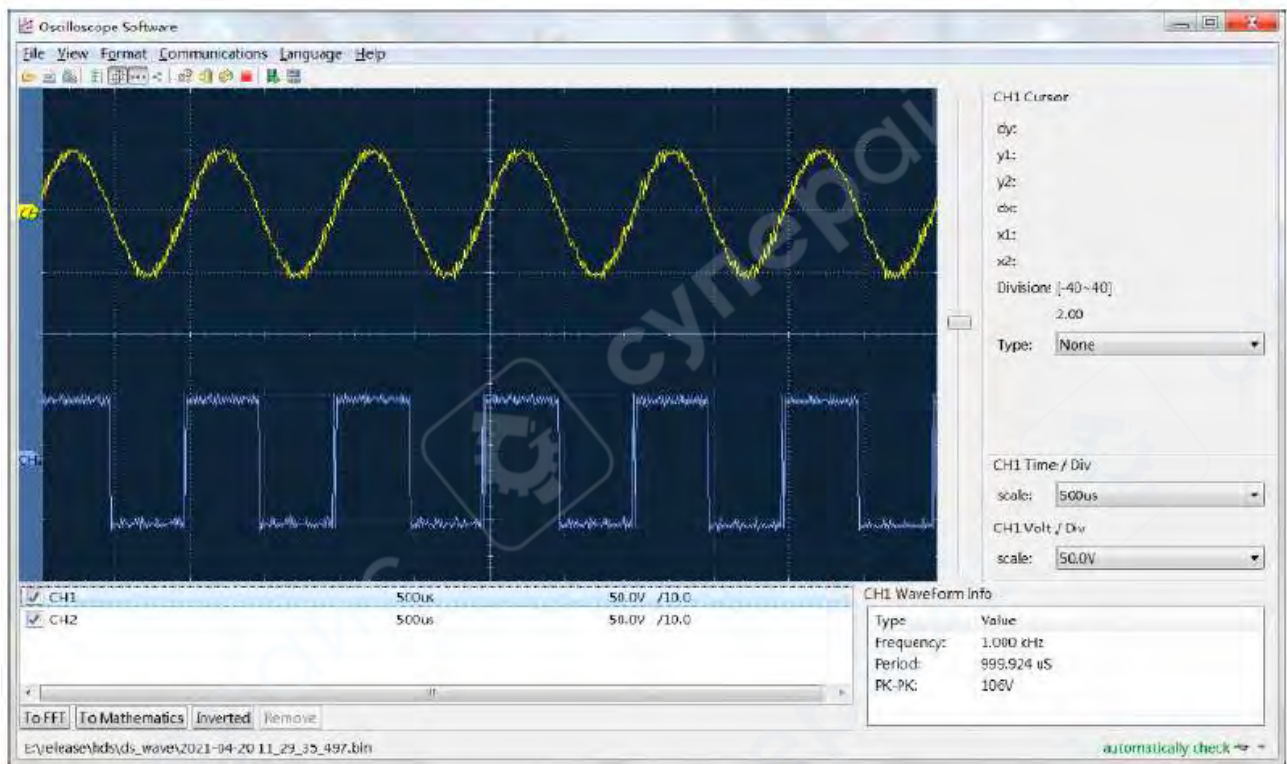 Oscilloscope Software
File View Format Communications Language Help
CH1 Cursor
dy:
y1:
y2:
dx:
x1:
x2:
Division: [-40~40]
2.00
Type: None
CH1 Time / Div
scale: 500us
CH1 Volt / Div
scale: 50.0V
CH
CH2
CH1 500us 50.0V /10.0
CH2 500us 50.0V /10.0
CH1 WaveForm Info
Type Value
Frequency: 1.000 kHz
Period: 999.924 uS
PK-PK: 106V
To FFT To Mathematics Inverted Remove
E:\release\hds\ds_wave\2021-04-20 11_29_35_497.bin
automatically check